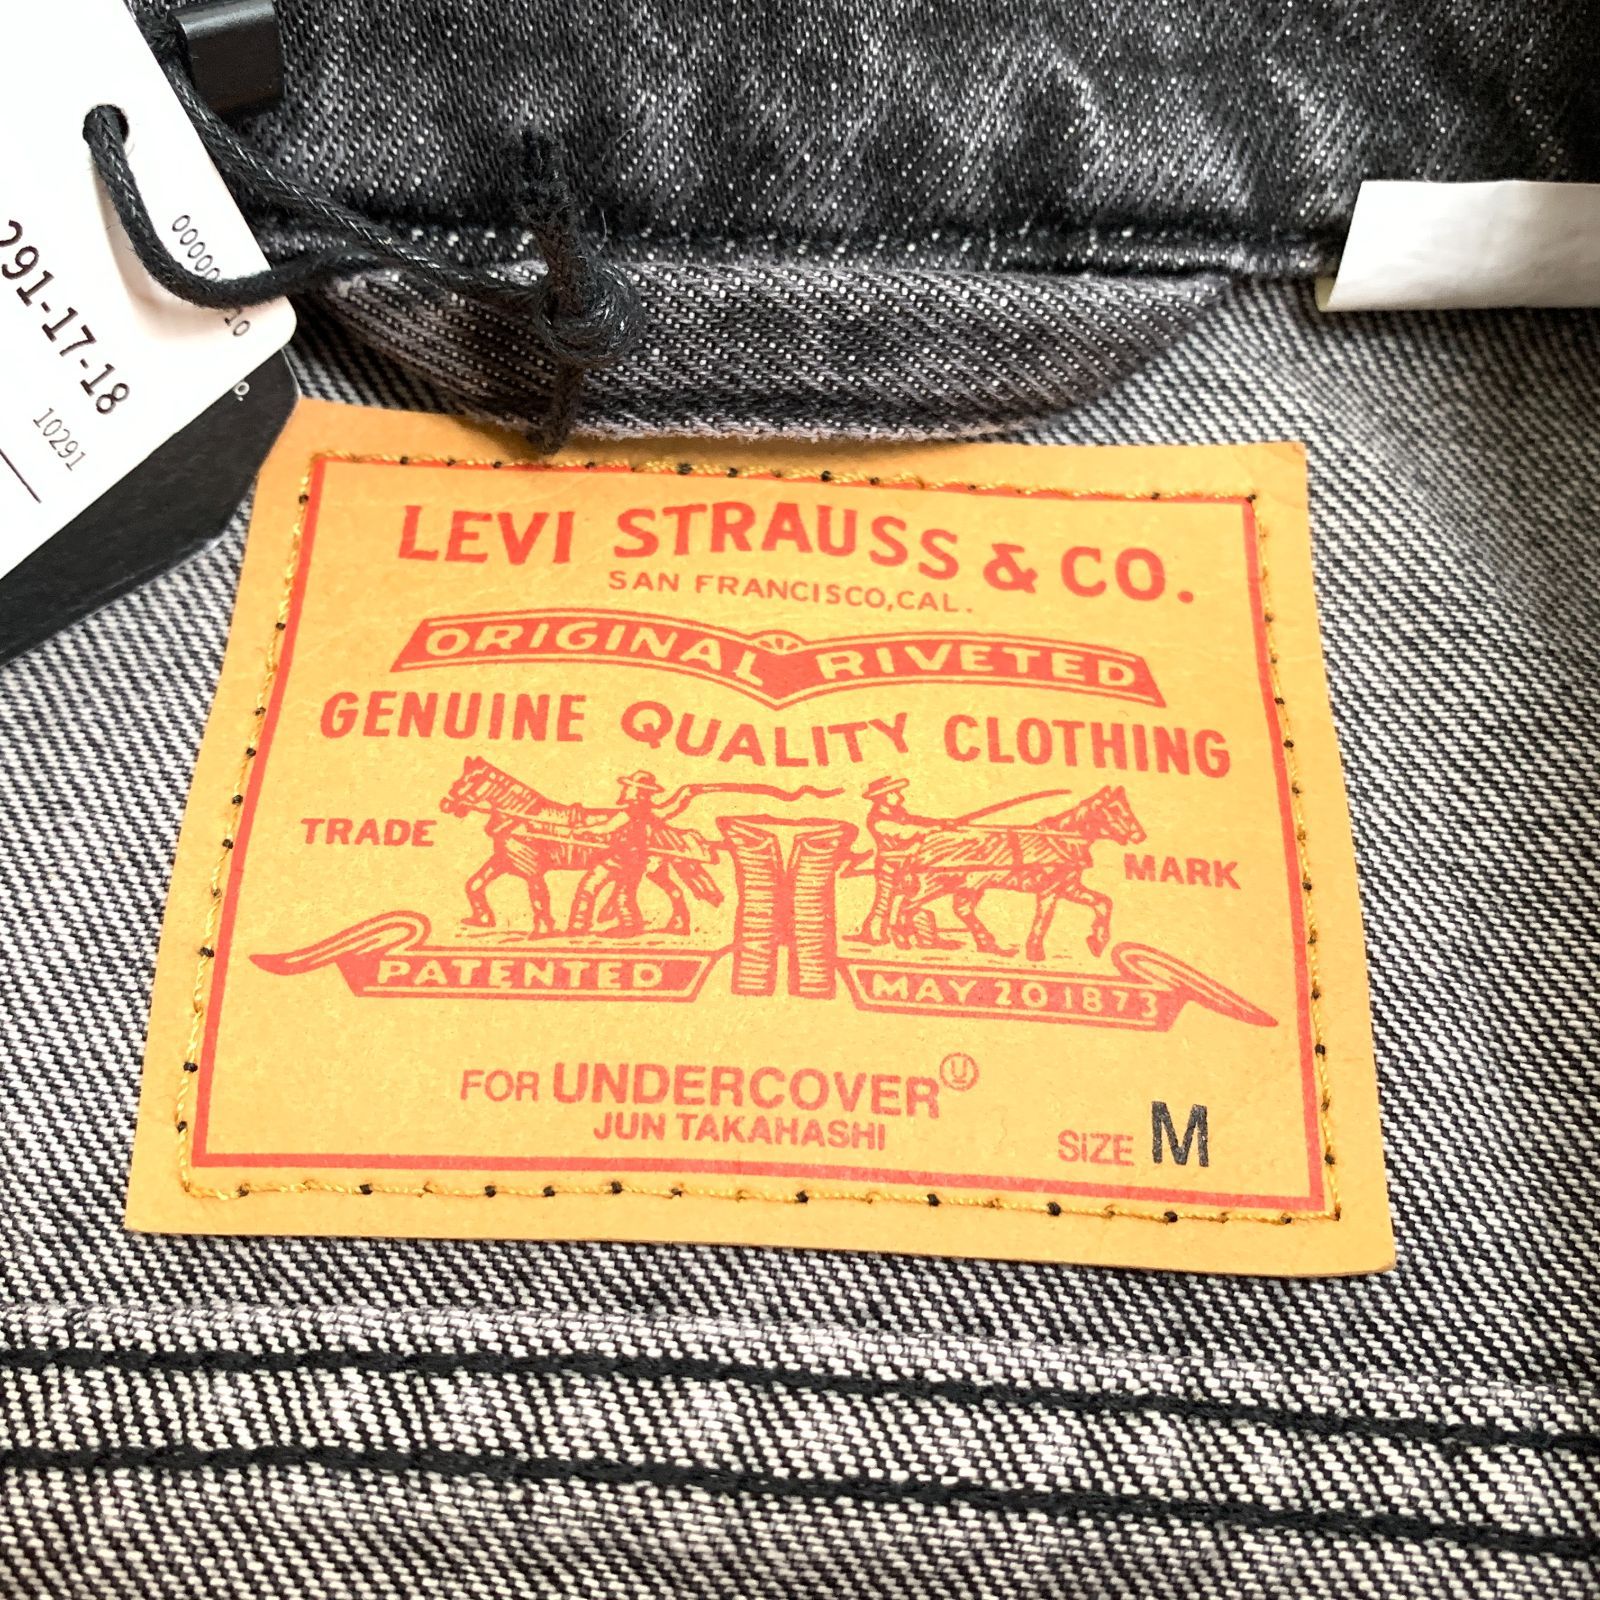 291-17-18
10291
LEVI STRAUSS & CO.
SAN FRANCISCO, CAL.
ORIGINAL RIVETED
GENUINE QUALITY CLOTHING
TRADE MARK
PATENTED MAY 20 1873
FOR UNDERCOVER Ⓤ
JUN TAKAHASHI
SIZE M